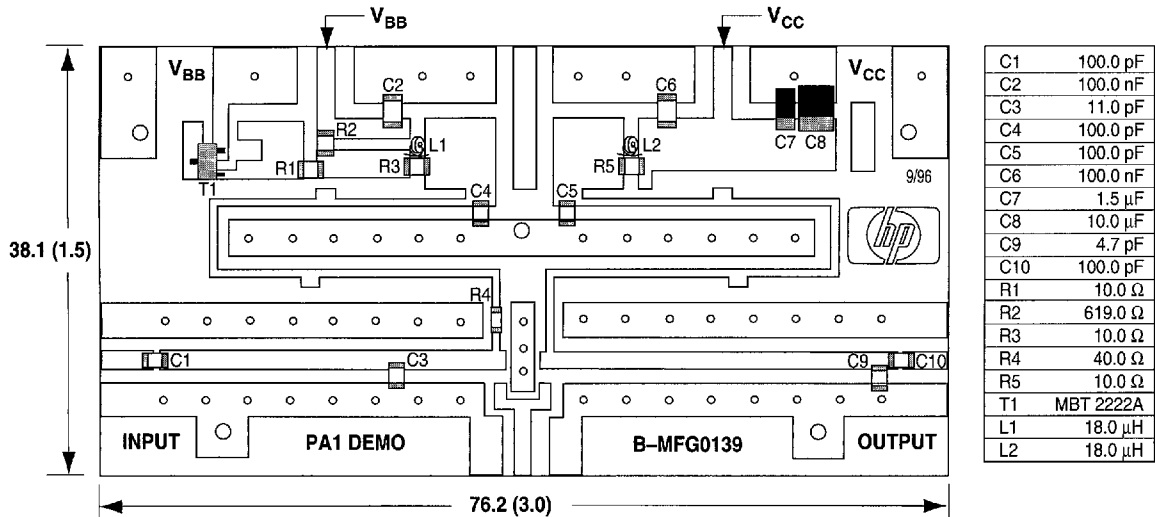 V_BB
V_CC
V_BB
V_CC
C2
C6
R2
L1
L2
C7
C8
R1
R3
R5
T1
9/96
C4
C5
hp
38.1 (1.5)
R4
C1
C3
C9
C10
INPUT
PA1 DEMO
B–MFG0139
OUTPUT
76.2 (3.0)
C1 100.0 pF
C2 100.0 nF
C3 11.0 pF
C4 100.0 pF
C5 100.0 pF
C6 100.0 nF
C7 1.5 μF
C8 10.0 μF
C9 4.7 pF
C10 100.0 pF
R1 10.0 Ω
R2 619.0 Ω
R3 10.0 Ω
R4 40.0 Ω
R5 10.0 Ω
T1 MBT 2222A
L1 18.0 μH
L2 18.0 μH